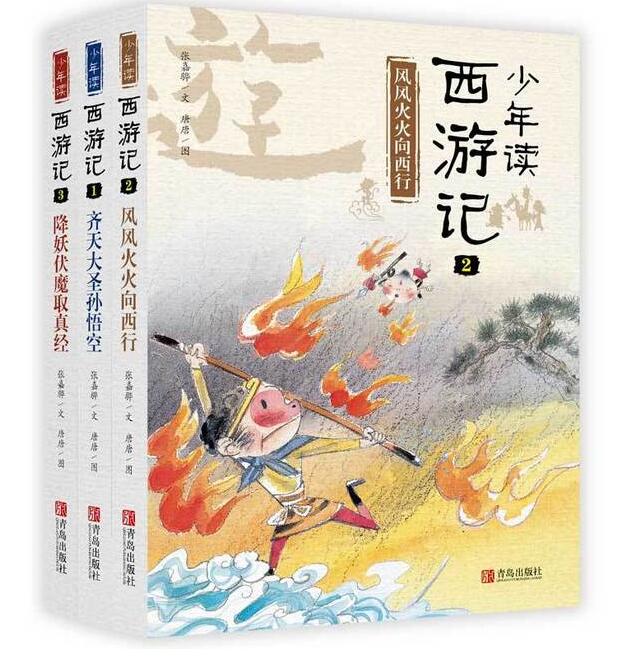 少年读
西游记
3
降妖伏魔取真经
张嘉骅/文 唐唐/图
青岛出版社
少年读
西游记
1
齐天大圣孙悟空
张嘉骅/文 唐唐/图
青岛出版社
少年读
西游记
2
风风火火向西行
张嘉骅/文 唐唐/图
青岛出版社
遊
张嘉骅/文 唐唐/图
风风火火向西行
少年读
西游记
2
青岛出版社